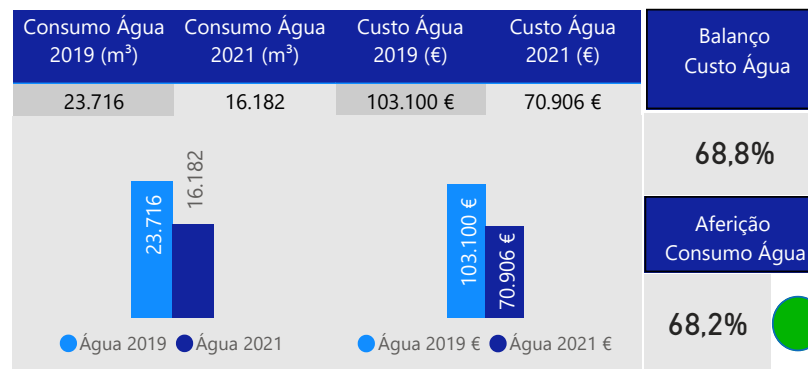 Consumo Água
2019 (m³)
Consumo Água
2021 (m³)
Custo Água
2019 (€)
Custo Água
2021 (€)
23.716
16.182
103.100 €
70.906 €
23.716
16.182
Água 2019
Água 2021
103.100 €
70.906 €
Água 2019 €
Água 2021 €
Balanço
Custo Água
68,8%
Aferição
Consumo Água
68,2%